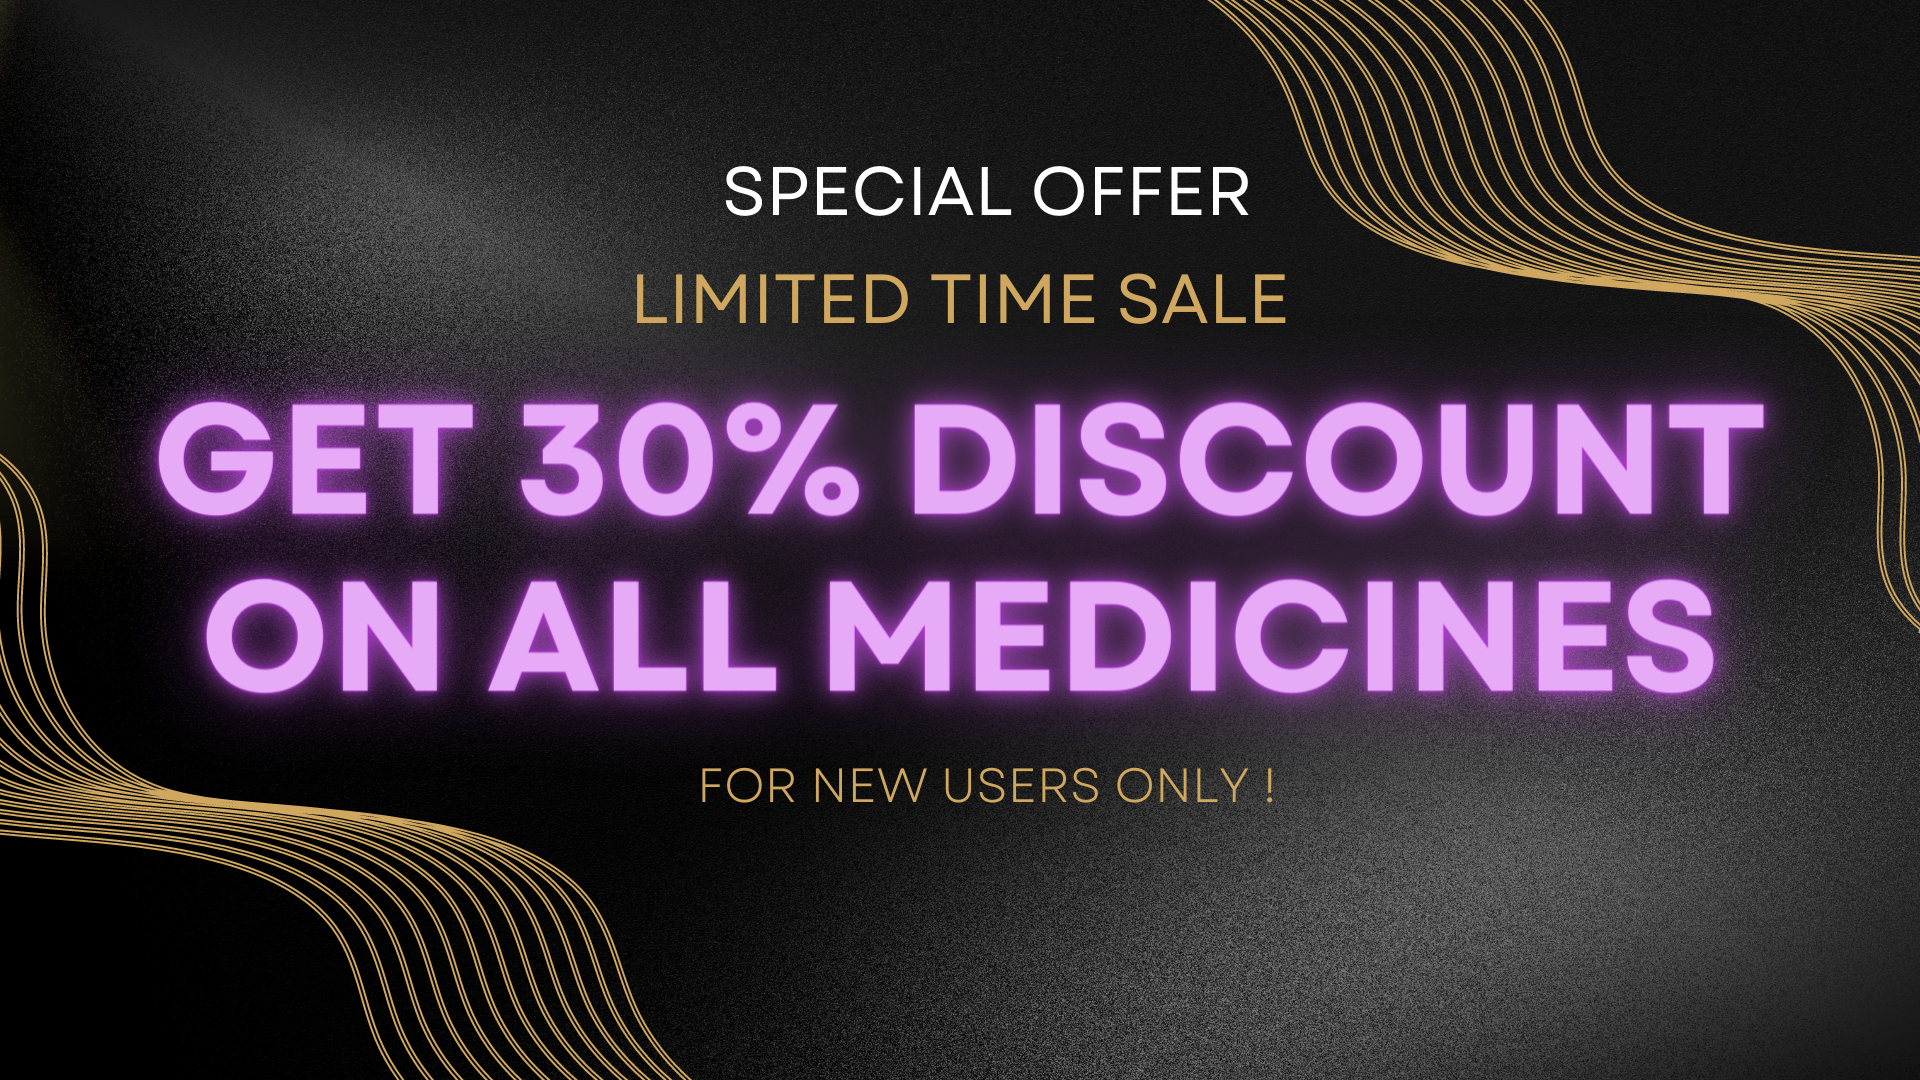 SPECIAL OFFER
LIMITED TIME SALE
GET 30% DISCOUNT
ON ALL MEDICINES
FOR NEW USERS ONLY !